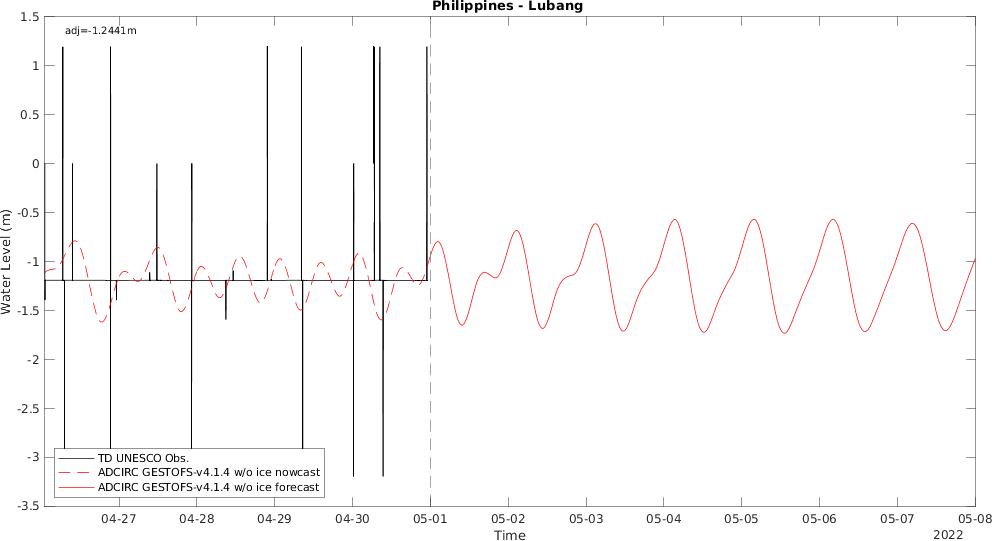 Philippines - Lubang
adj=-1.2441m
1.5
1
0.5
0
-0.5
-1
-1.5
-2
-2.5
-3
-3.5
Water Level (m)
TD UNESCO Obs.
ADCIRC GESTOFS-v4.1.4 w/o ice nowcast
ADCIRC GESTOFS-v4.1.4 w/o ice forecast
04-27 04-28 04-29 04-30 05-01 05-02 05-03 05-04 05-05 05-06 05-07 05-08
Time
2022